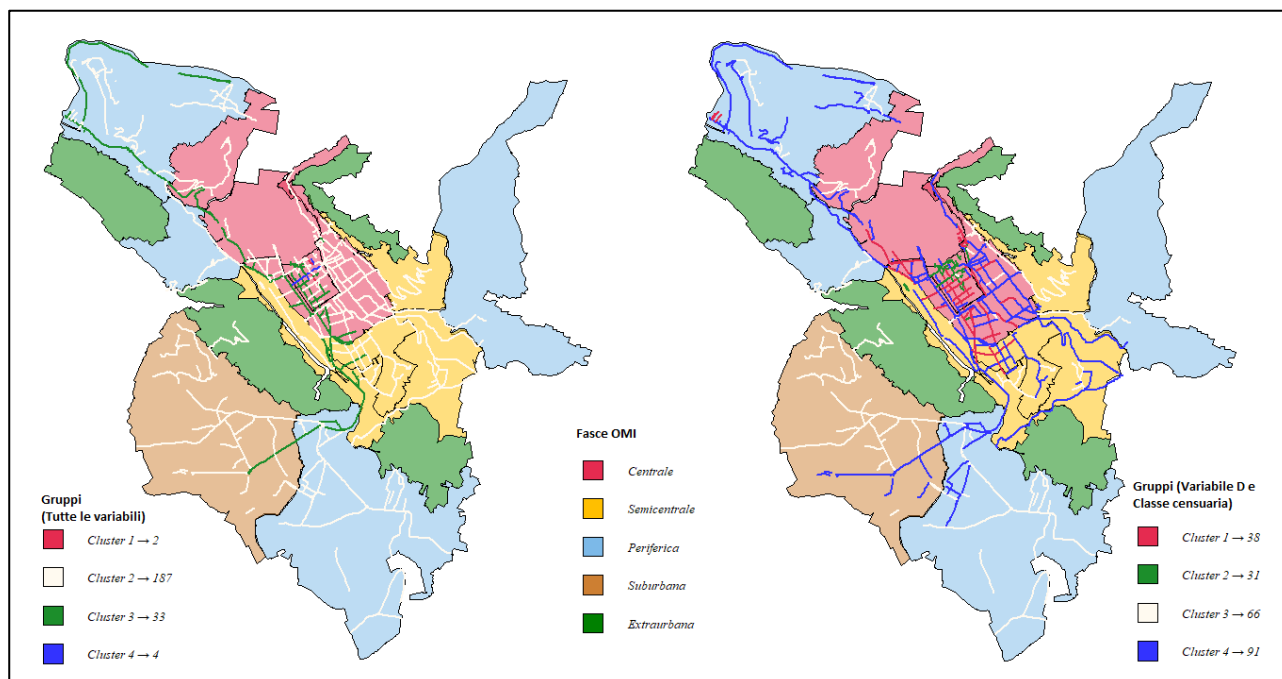 Gruppi
(Tutte le variabili)
Cluster 1 → 2
Cluster 2 → 187
Cluster 3 → 33
Cluster 4 → 4
Fasce OMI
Centrale
Semicentrale
Periferica
Suburbana
Extraurbana
Gruppi (Variabile D e
Classe censuaria)
Cluster 1 → 38
Cluster 2 → 31
Cluster 3 → 66
Cluster 4 → 91